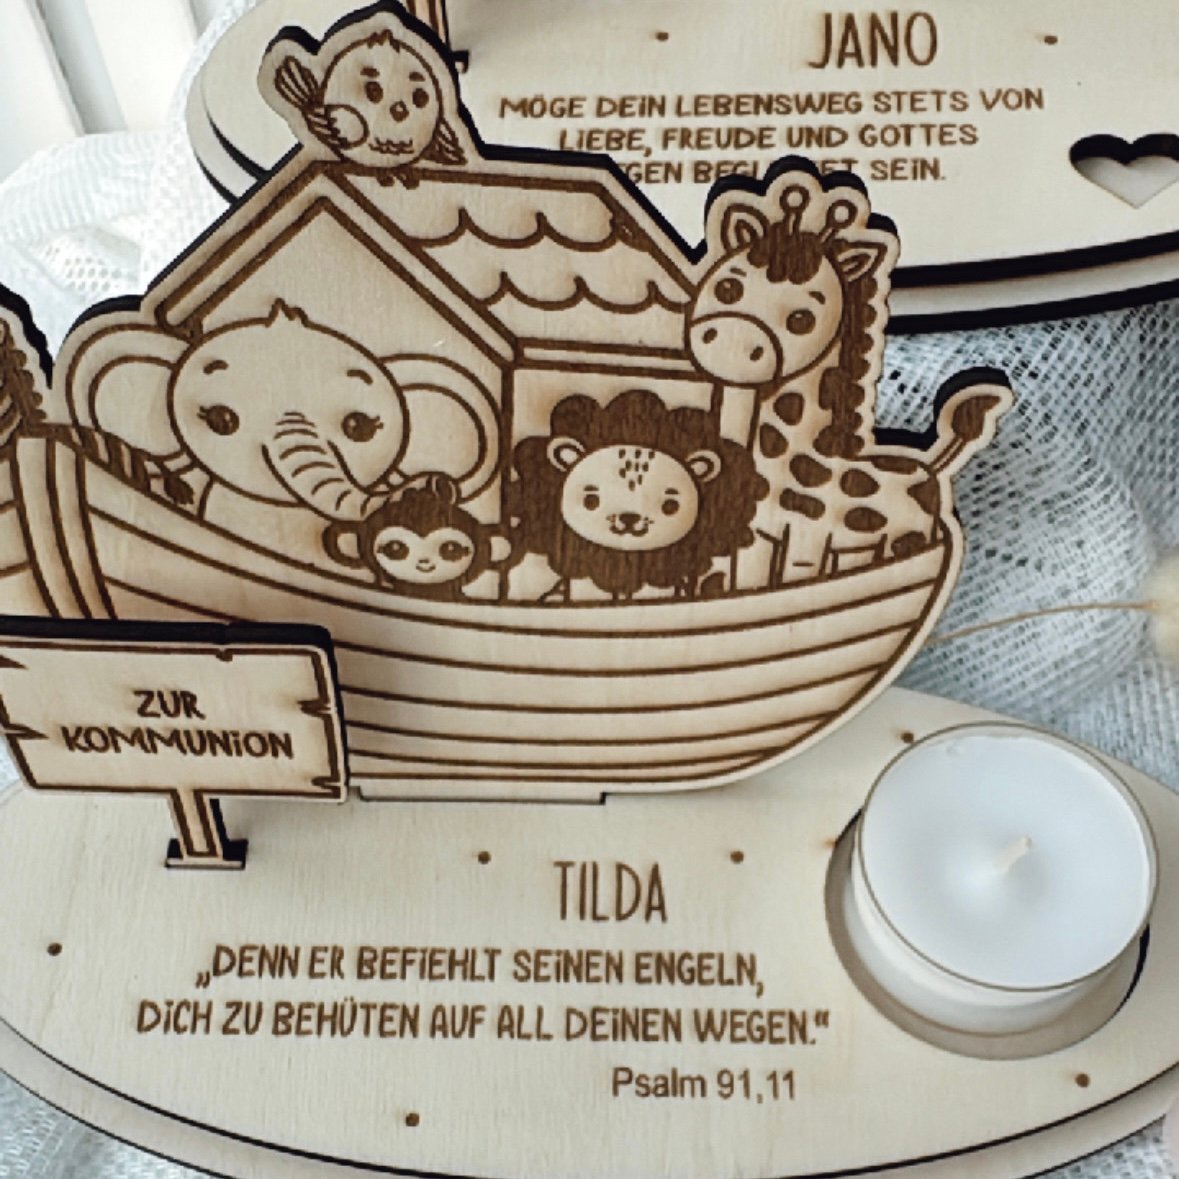 JANO
MÖGE DEIN LEBENSWEG STETS VON
LIEBE, FREUDE UND GOTTES
SEIN.
ZUR
KOMMUNION
TILDA
„DENN ER BEFIEHLT SEINEN ENGELN,
DICH ZU BEHÜTEN AUF ALL DEINEN WEGEN.“
Psalm 91,11